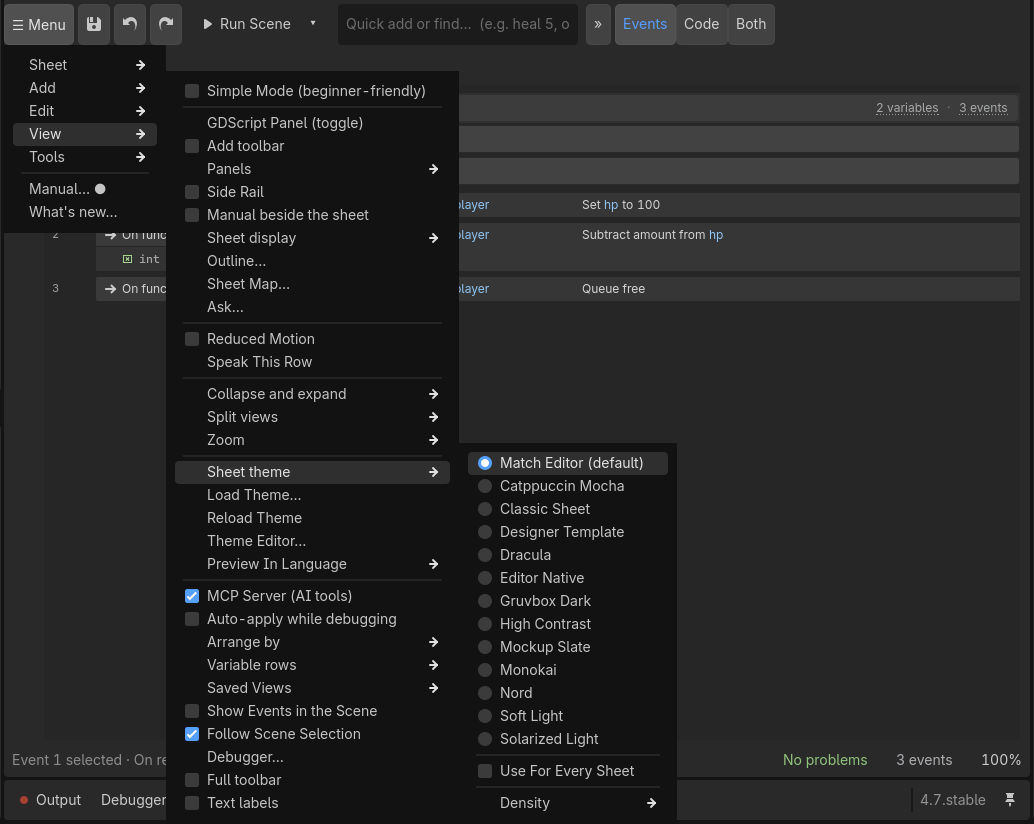 ☰ Menu
Run Scene
Quick add or find... (e.g. heal 5, o
»
Events
Code
Both
Sheet
Add
Edit
View
Tools
Manual...
What's new...
Simple Mode (beginner-friendly)
GDScript Panel (toggle)
Add toolbar
Panels
Side Rail
Manual beside the sheet
Sheet display
Outline...
Sheet Map...
Ask...
Reduced Motion
Speak This Row
Collapse and expand
Split views
Zoom
Sheet theme
Load Theme...
Reload Theme
Theme Editor...
Preview In Language
MCP Server (AI tools)
Auto-apply while debugging
Arrange by
Variable rows
Saved Views
Show Events in the Scene
Follow Scene Selection
Debugger...
Full toolbar
Text labels
Match Editor (default)
Catppuccin Mocha
Classic Sheet
Designer Template
Dracula
Editor Native
Gruvbox Dark
High Contrast
Mockup Slate
Monokai
Nord
Soft Light
Solarized Light
Use For Every Sheet
Density
2 variables · 3 events
layer Set hp to 100
2 On func layer Subtract amount from hp
int
3 On func layer Queue free
Event 1 selected · On re
No problems
3 events
100%
Output
Debugger
4.7.stable